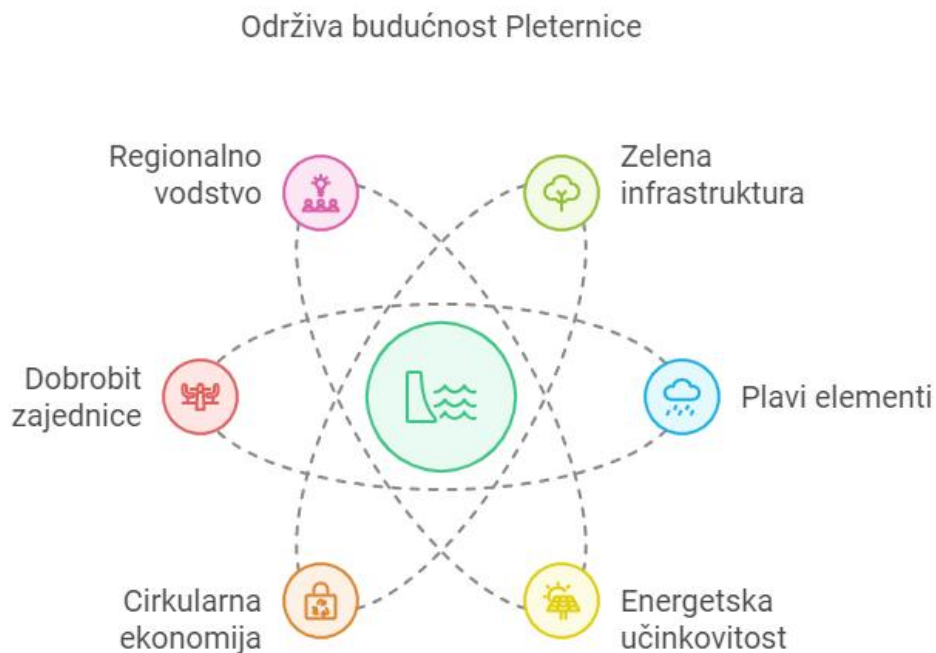 Održiva budućnost Pleternice
Regionalno
vodstvo
Zelena
infrastruktura
Dobrobit
zajednice
Plavi elementi
Cirkularna
ekonomija
Energetska
učinkovitost